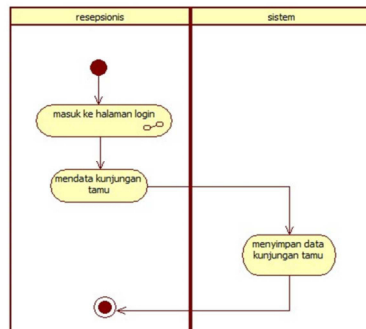 resepsionis
sistem
masuk ke halaman login
mendata kunjungan
tamu
menyimpan data
kunjungan tamu